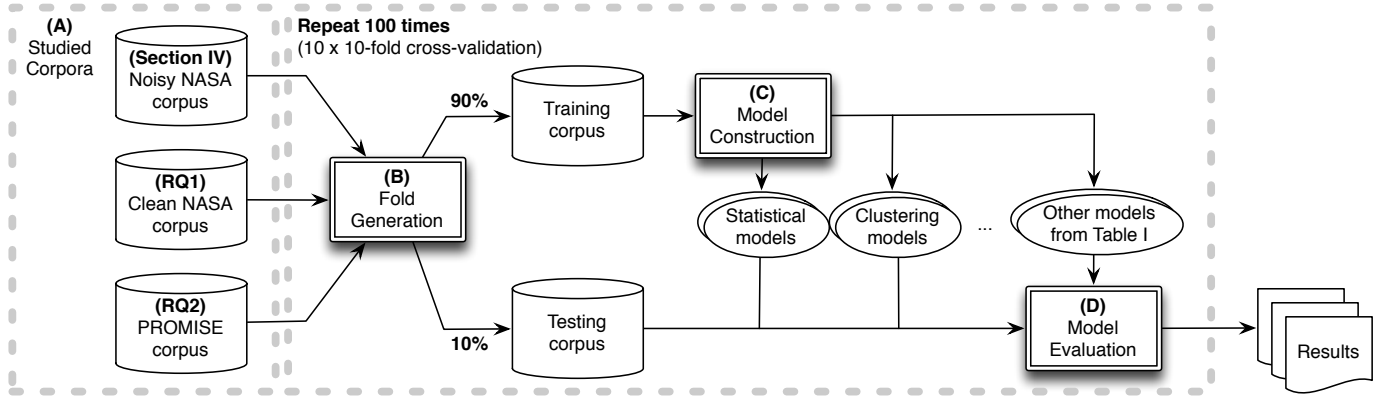 (A)
Studied
Corpora
(Section IV)
Noisy NASA
corpus
(RQ1)
Clean NASA
corpus
(RQ2)
PROMISE
corpus
Repeat 100 times
(10 x 10-fold cross-validation)
(B)
Fold
Generation
90%
10%
Training
corpus
Testing
corpus
(C)
Model
Construction
Statistical
models
Clustering
models
...
Other models
from Table I
(D)
Model
Evaluation
Results